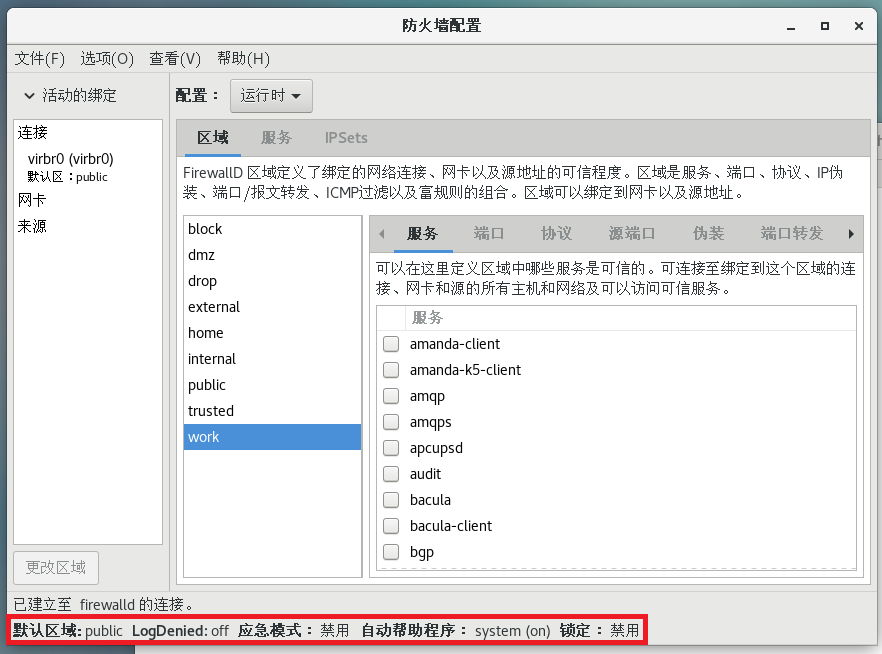 防火墙配置
文件(F) 选项(O) 查看(V) 帮助(H)
活动的绑定
连接
virbr0 (virbr0)
默认区：public
网卡
来源
更改区域
配置： 运行时
区域 服务 IPSets
FirewallD 区域定义了绑定的网络连接、网卡以及源地址的可信程度。区域是服务、端口、协议、IP伪
装、端口/报文转发、ICMP过滤以及富规则的组合。区域可以绑定到网卡以及源地址。
block
dmz
drop
external
home
internal
public
trusted
work
服务 端口 协议 源端口 伪装 端口转发
可以在这里定义区域中哪些服务是可信的。可连接至绑定到这个区域的连
接、网卡和源的所有主机和网络及可以访问可信服务。
服务
amanda-client
amanda-k5-client
amqp
amqps
apcupsd
audit
bacula
bacula-client
bgp
已建立至 firewalld 的连接。
默认区域: public LogDenied: off 应急模式： 禁用 自动帮助程序： system (on) 锁定： 禁用